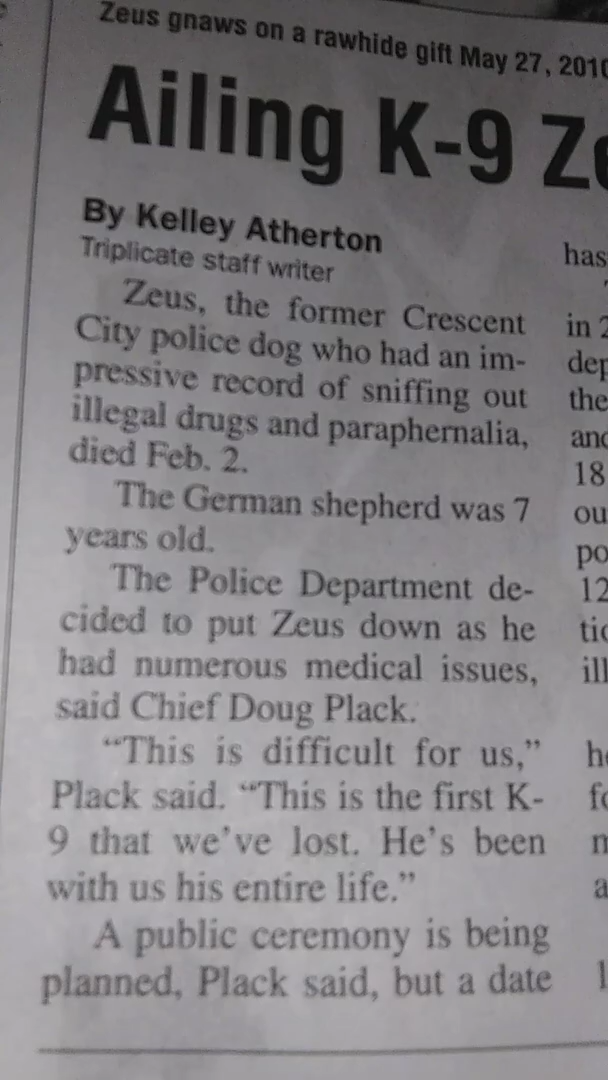 Zeus gnaws on a rawhide gift May 27, 2010
Ailing K-9
By Kelley Atherton
Triplicate staff writer
Zeus, the former Crescent
City police dog who had an im-
pressive record of sniffing out
illegal drugs and paraphernalia,
died Feb. 2.
The German shepherd was 7
years old.
The Police Department de-
cided to put Zeus down as he
had numerous medical issues,
said Chief Doug Plack.
“This is difficult for us,”
Plack said. “This is the first K-
9 that we’ve lost. He’s been
with us his entire life.”
A public ceremony is being
planned, Plack said, but a date
has
in
the
18
12